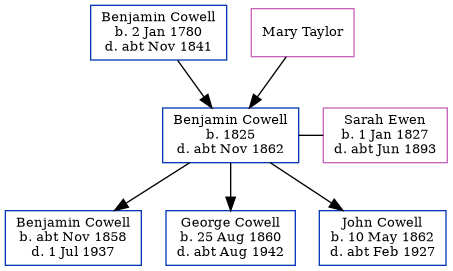 Benjamin Cowell
b. 2 Jan 1780
d. abt Nov 1841
Mary Taylor
Benjamin Cowell
b. 1825
d. abt Nov 1862
Sarah Ewen
b. 1 Jan 1827
d. abt Jun 1893
Benjamin Cowell
b. abt Nov 1858
d. 1 Jul 1937
George Cowell
b. 25 Aug 1860
d. abt Aug 1942
John Cowell
b. 10 May 1862
d. abt Feb 1927